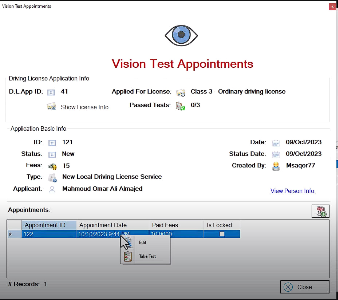 Vision Test Appointments
Vision Test Appointments
Driving License Application Info
D.L.App ID. 41 Applied For License. Class 3 Ordinary driving license
Show License Info Passed Tests: 0/3
Application Basic Info
ID: 121 Date: 09/Oct/2023
Status. New Status Date. 09/Oct/2023
Fees: 15 Created By: Msaqor77
Type. New Local Driving License Service
Applicant. Mahmoud Omar Ali Almajed View Person Info
Appointments.
Appointment ID Appointment Date Paid Fees Is Locked
122
Edit
Take Test
# Records: 1 Close